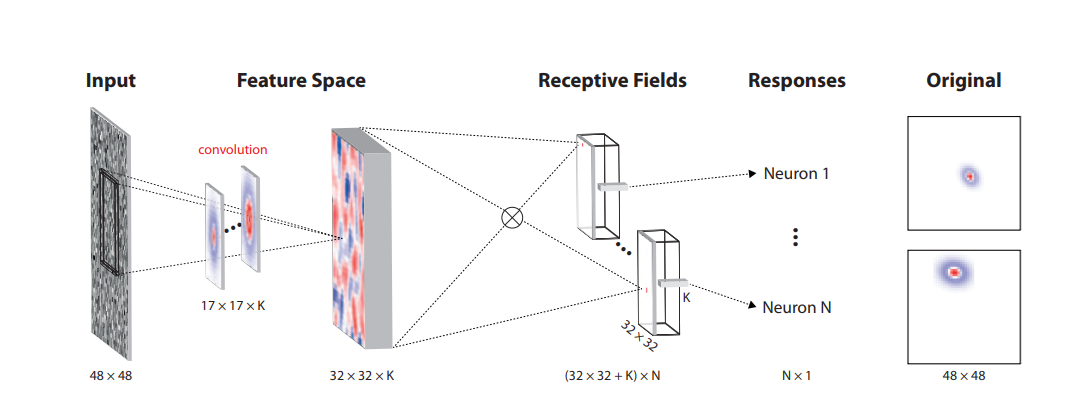 Input
Feature Space
Receptive Fields
Responses
Original
convolution
17 × 17 × K
Neuron 1
Neuron N
K
32 × 32
48 × 48
32 × 32 × K
(32 × 32 + K) × N
N × 1
48 × 48